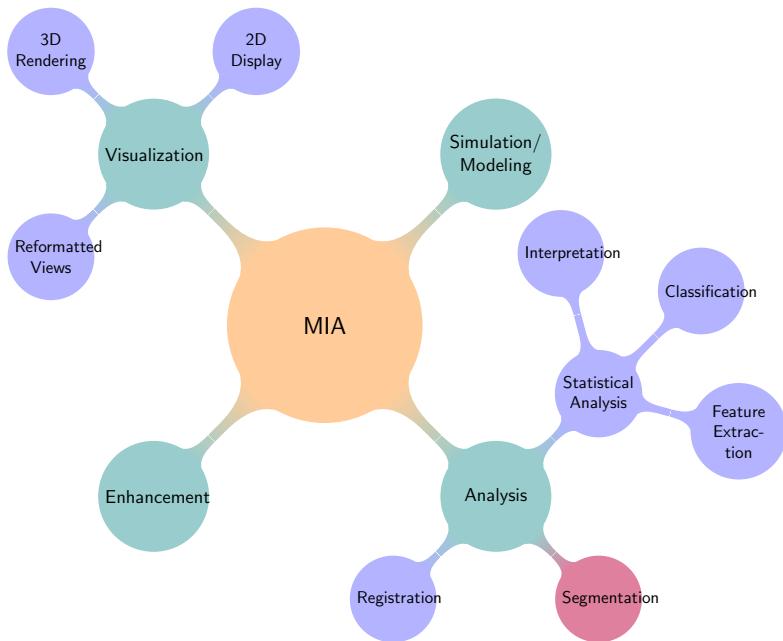 3D
Rendering
2D
Display
Visualization
Simulation/
Modeling
Reformatted
Views
Interpretation
Classification
MIA
Statistical
Analysis
Feature
Extrac-
tion
Enhancement
Analysis
Registration
Segmentation